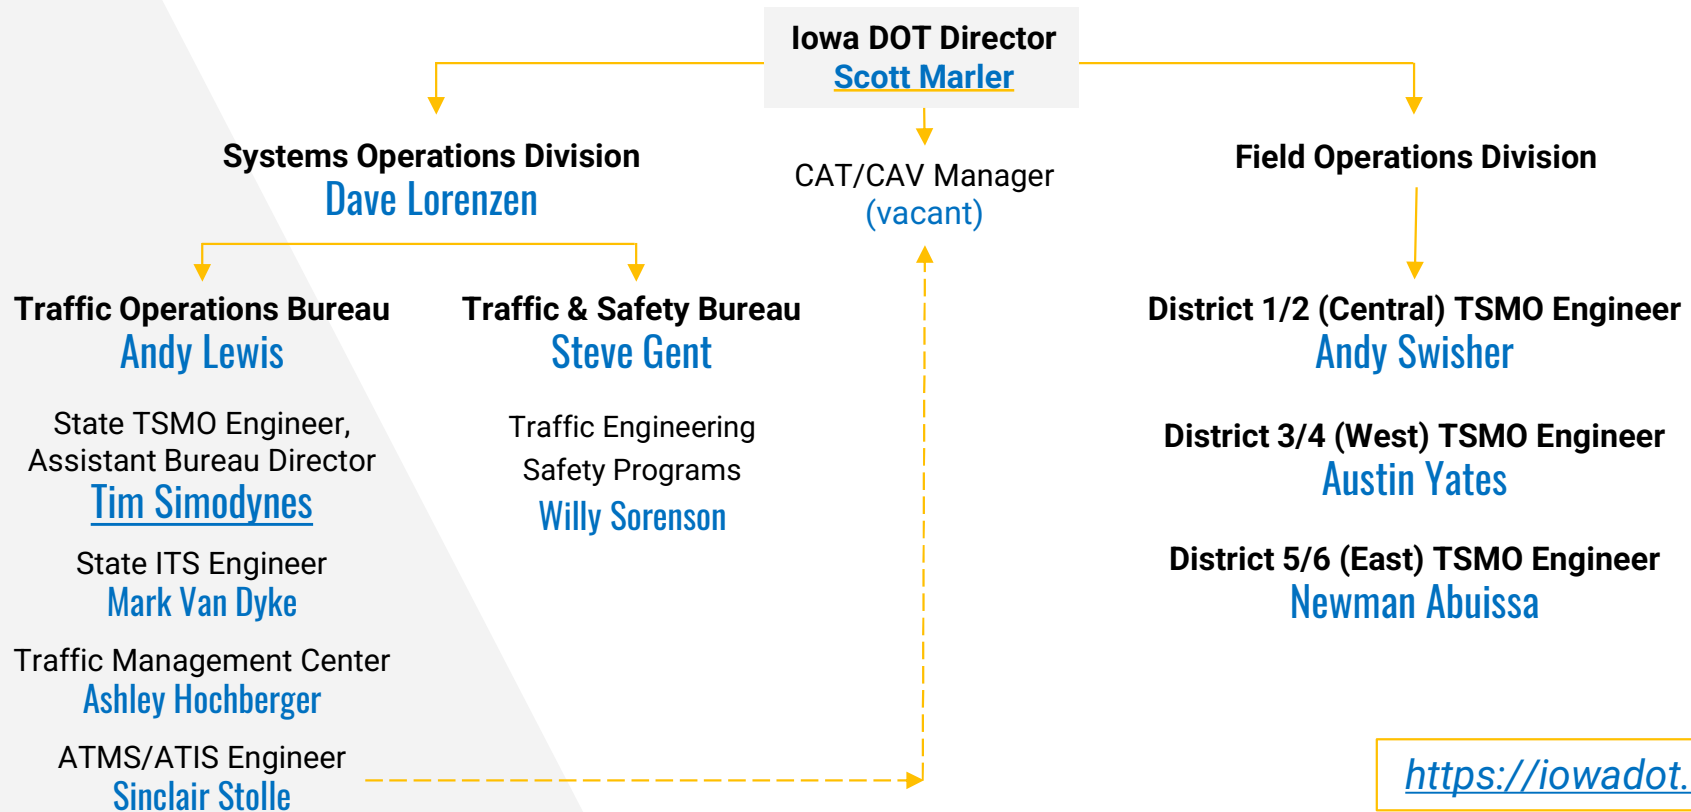 Iowa DOT Director
Scott Marler
Systems Operations Division
Dave Lorenzen
CAT/CAV Manager
(vacant)
Field Operations Division
Traffic Operations Bureau
Andy Lewis
State TSMO Engineer,
Assistant Bureau Director
Tim Simodynes
State ITS Engineer
Mark Van Dyke
Traffic Management Center
Ashley Hochberger
ATMS/ATIS Engineer
Sinclair Stolle
Traffic & Safety Bureau
Steve Gent
Traffic Engineering
Safety Programs
Willy Sorenson
District 1/2 (Central) TSMO Engineer
Andy Swisher
District 3/4 (West) TSMO Engineer
Austin Yates
District 5/6 (East) TSMO Engineer
Newman Abuissa
https://iowadot.